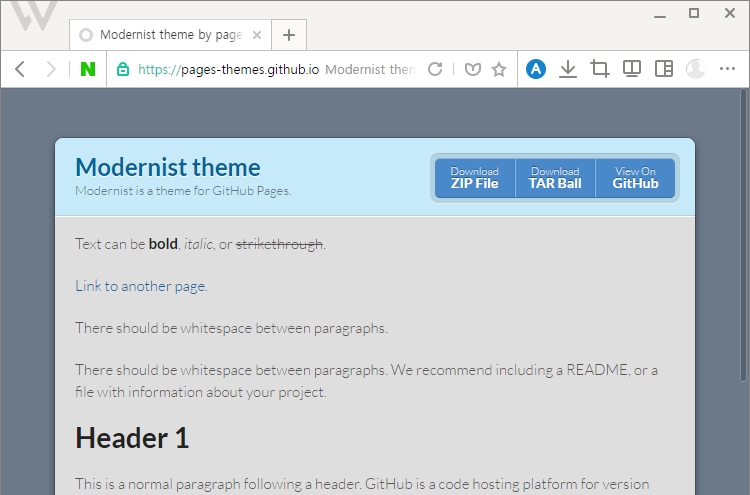 Modernist theme by page
N
https://pages-themes.github.io Modernist then
A
Modernist theme
Modernist is a theme for GitHub Pages.
Download
ZIP File
Download
TAR Ball
View On
GitHub
Text can be bold, italic, or strikethrough.
Link to another page.
There should be whitespace between paragraphs.
There should be whitespace between paragraphs. We recommend including a README, or a
file with information about your project.
Header 1
This is a normal paragraph following a header. GitHub is a code hosting platform for version